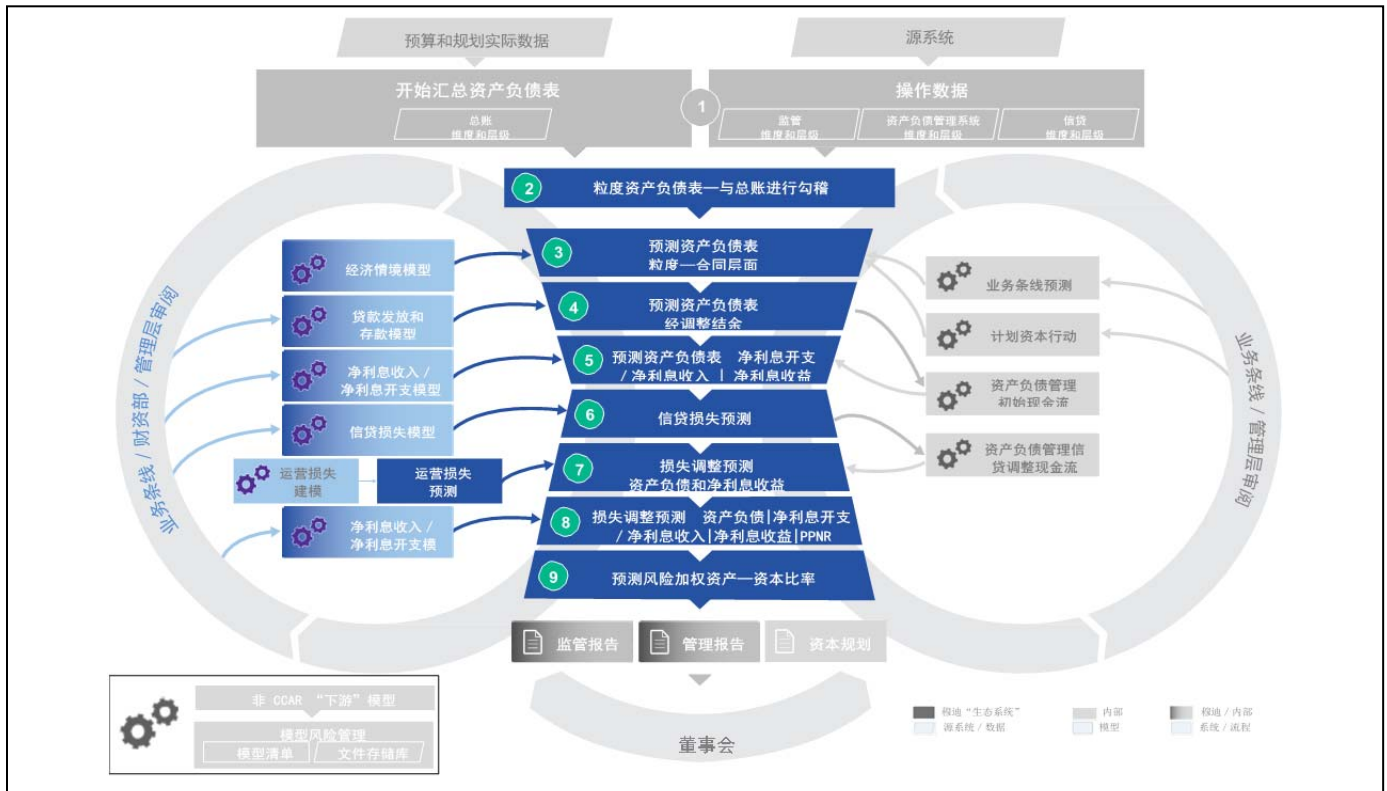 预算和规划实际数据
源系统
开始汇总资产负债表
总账
维度和层级
1
操作数据
监管
维度和层级
资产负债管理系统
维度和层级
信贷
维度和层级
2
粒度资产负债表—与总账进行勾稽
3
预测资产负债表
粒度—合同层面
4
预测资产负债表
经调整结余
5
预测资产负债表 净利息开支
/净利息收入 | 净利息收益
6
信贷损失预测
7
损失调整预测
资产负债和净利息收益
8
损失调整预测 资产负债|净利息开支
/净利息收入|净利息收益|PPNR
9
预测风险加权资产—资本比率
经济情境模型
贷款发放和
存款模型
净利息收入 /
净利息开支模型
信贷损失模型
运营损失
建模
运营损失
预测
净利息收入 /
净利息开支模
业务条线 / 财资部 / 管理层审阅
业务条线预测
计划资本行动
资产负债管理
初始现金流
资产负债管理信
贷调整现金流
业务条线 / 管理层审阅
监管报告
管理报告
资本规划
董事会
非 CCAR “下游”模型
模型风险管理
模型清单
文件存储库
穆迪“生态系统”
内部
穆迪 / 内部
源系统 / 数据
模型
系统 / 流程